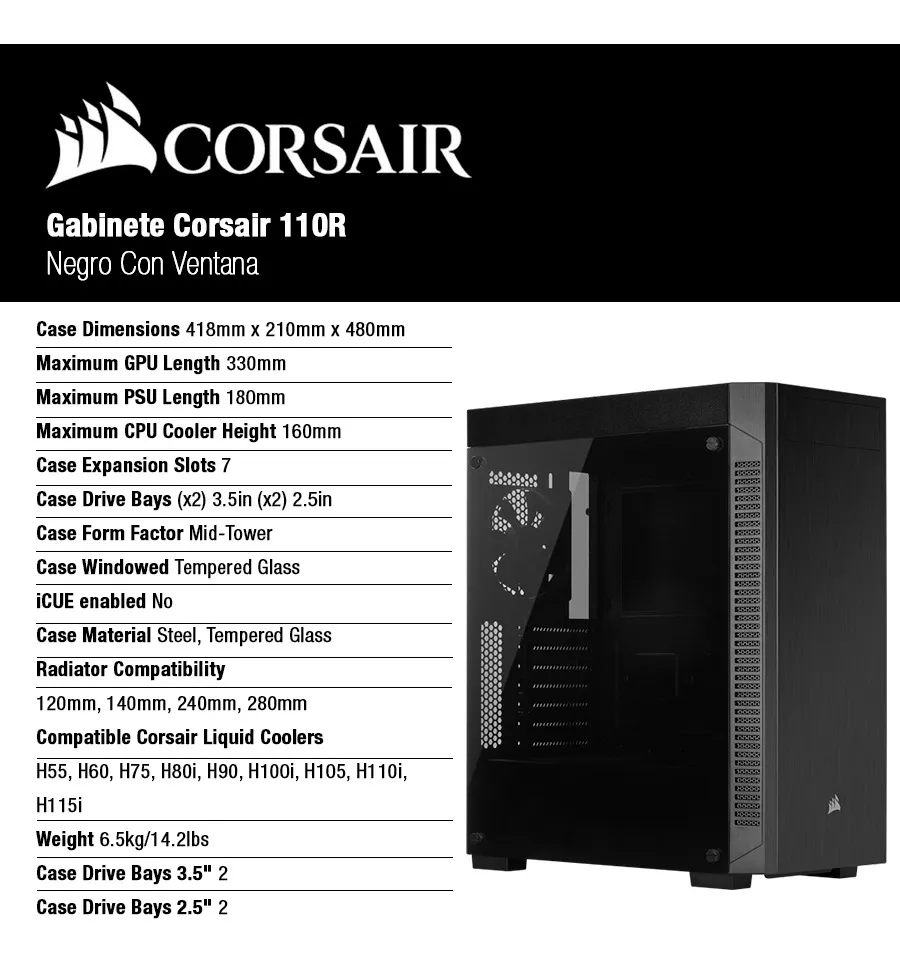 CORSAIR
Gabinete Corsair 110R
Negro Con Ventana
Case Dimensions 418mm x 210mm x 480mm
Maximum GPU Length 330mm
Maximum PSU Length 180mm
Maximum CPU Cooler Height 160mm
Case Expansion Slots 7
Case Drive Bays (x2) 3.5in (x2) 2.5in
Case Form Factor Mid-Tower
Case Windowed Tempered Glass
iCUE enabled No
Case Material Steel, Tempered Glass
Radiator Compatibility
120mm, 140mm, 240mm, 280mm
Compatible Corsair Liquid Coolers
H55, H60, H75, H80i, H90, H100i, H105, H110i,
H115i
Weight 6.5kg/14.2lbs
Case Drive Bays 3.5" 2
Case Drive Bays 2.5" 2